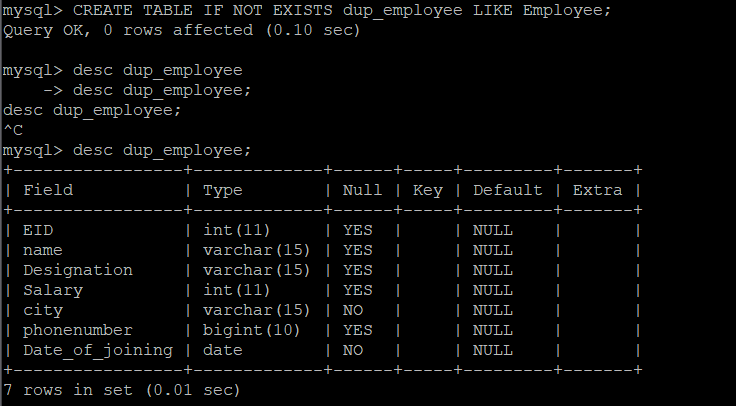 mysql> CREATE TABLE IF NOT EXISTS dup_employee LIKE Employee;
Query OK, 0 rows affected (0.10 sec)
mysql> desc dup_employee
    -> desc dup_employee;
desc dup_employee;
^C
mysql> desc dup_employee;
+-----------------+-------------+------+-----+---------+-------+
| Field           | Type        | Null | Key | Default | Extra |
+-----------------+-------------+------+-----+---------+-------+
| EID             | int(11)     | YES  |     | NULL    |       |
| name            | varchar(15) | YES  |     | NULL    |       |
| Designation     | varchar(15) | YES  |     | NULL    |       |
| Salary          | int(11)     | YES  |     | NULL    |       |
| city            | varchar(15) | NO   |     | NULL    |       |
| phonenumber     | bigint(10)  | YES  |     | NULL    |       |
| Date_of_joining | date        | NO   |     | NULL    |       |
+-----------------+-------------+------+-----+---------+-------+
7 rows in set (0.01 sec)